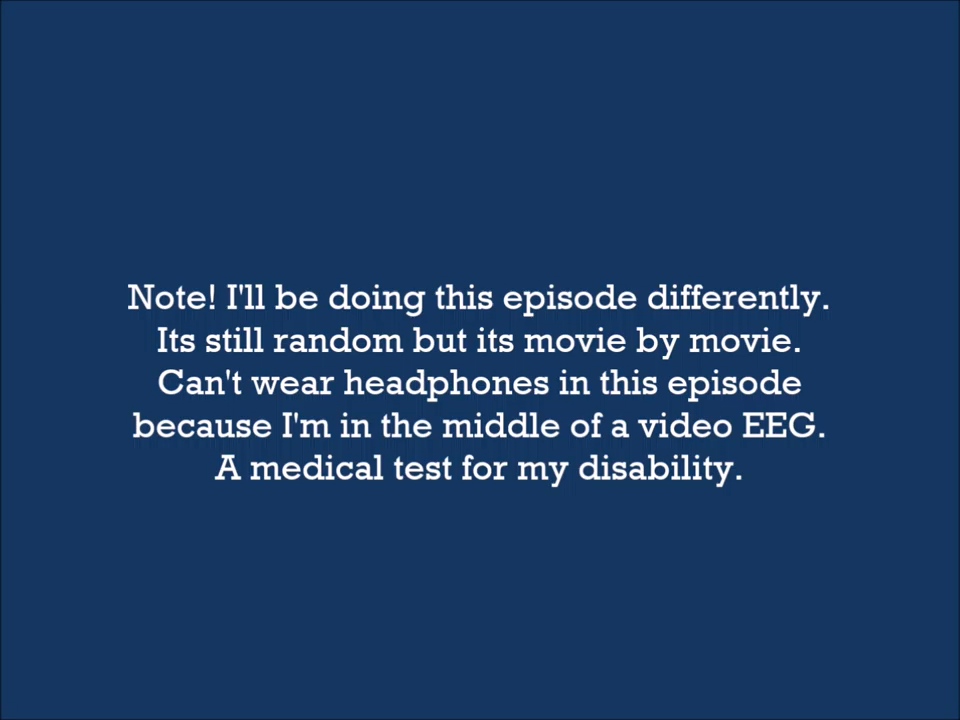 Note! I'll be doing this episode differently.
Its still random but its movie by movie.
Can't wear headphones in this episode
because I'm in the middle of a video EEG.
A medical test for my disability.